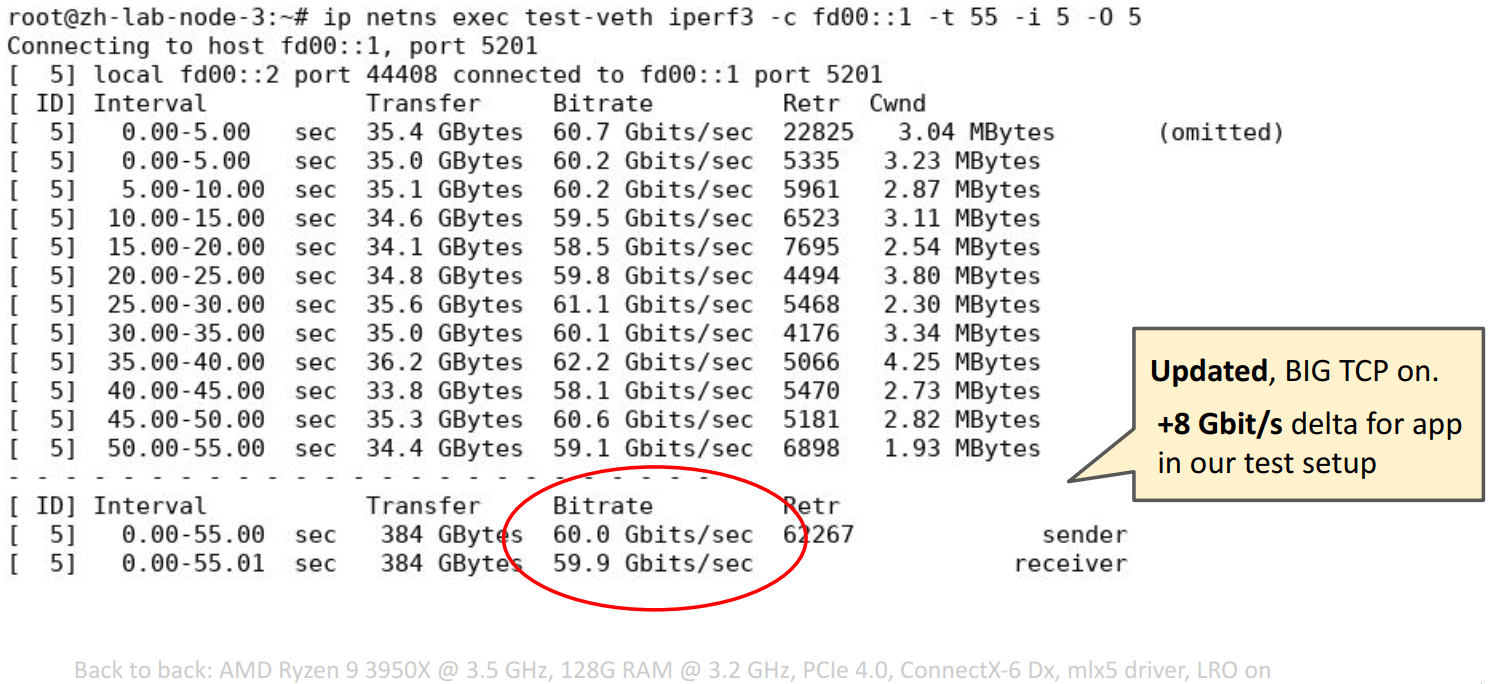 root@zh-lab-node-3:~# ip netns exec test-veth iperf3 -c fd00::1 -t 55 -i 5 -O 5
Connecting to host fd00::1, port 5201
[  5] local fd00::2 port 44408 connected to fd00::1 port 5201
[ ID] Interval           Transfer     Bitrate         Retr  Cwnd
[  5]   0.00-5.00   sec  35.4 GBytes  60.7 Gbits/sec  22825   3.04 MBytes       (omitted)
[  5]   0.00-5.00   sec  35.0 GBytes  60.2 Gbits/sec  5335   3.23 MBytes
[  5]   5.00-10.00  sec  35.1 GBytes  60.2 Gbits/sec  5961   2.87 MBytes
[  5]  10.00-15.00  sec  34.6 GBytes  59.5 Gbits/sec  6523   3.11 MBytes
[  5]  15.00-20.00  sec  34.1 GBytes  58.5 Gbits/sec  7695   2.54 MBytes
[  5]  20.00-25.00  sec  34.8 GBytes  59.8 Gbits/sec  4494   3.80 MBytes
[  5]  25.00-30.00  sec  35.6 GBytes  61.1 Gbits/sec  5468   2.30 MBytes
[  5]  30.00-35.00  sec  35.0 GBytes  60.1 Gbits/sec  4176   3.34 MBytes
[  5]  35.00-40.00  sec  36.2 GBytes  62.2 Gbits/sec  5066   4.25 MBytes
[  5]  40.00-45.00  sec  33.8 GBytes  58.1 Gbits/sec  5470   2.73 MBytes
[  5]  45.00-50.00  sec  35.3 GBytes  60.6 Gbits/sec  5181   2.82 MBytes
[  5]  50.00-55.00  sec  34.4 GBytes  59.1 Gbits/sec  6898   1.93 MBytes
- - - - - - - - - - - - - - - - - - - - - - - - -
[ ID] Interval           Transfer     Bitrate         Retr
[  5]   0.00-55.00  sec   384 GBytes  60.0 Gbits/sec  62267             sender
[  5]   0.00-55.01  sec   384 GBytes  59.9 Gbits/sec                  receiver
Updated, BIG TCP on.
+8 Gbit/s delta for app
in our test setup
Back to back: AMD Ryzen 9 3950X @ 3.5 GHz, 128G RAM @ 3.2 GHz, PCIe 4.0, ConnectX-6 Dx, mlx5 driver, LRO on